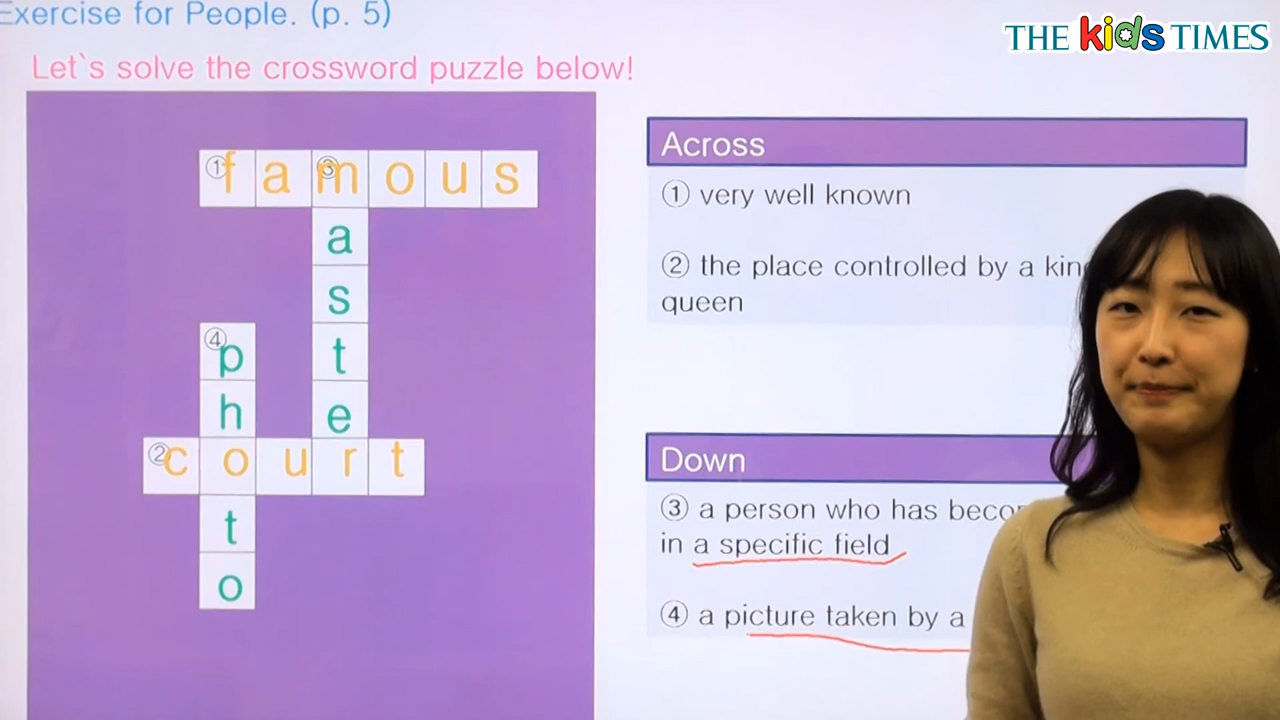 Exercise for People. (p. 5)
THE kids TIMES
Let`s solve the crossword puzzle below!
① f a ③ m o u s
a
s
④ p t
h e
② c o u r t
t
o
Across
① very well known
② the place controlled by a
queen
Down
③ a person who has
in a specific field
④ a picture taken by a